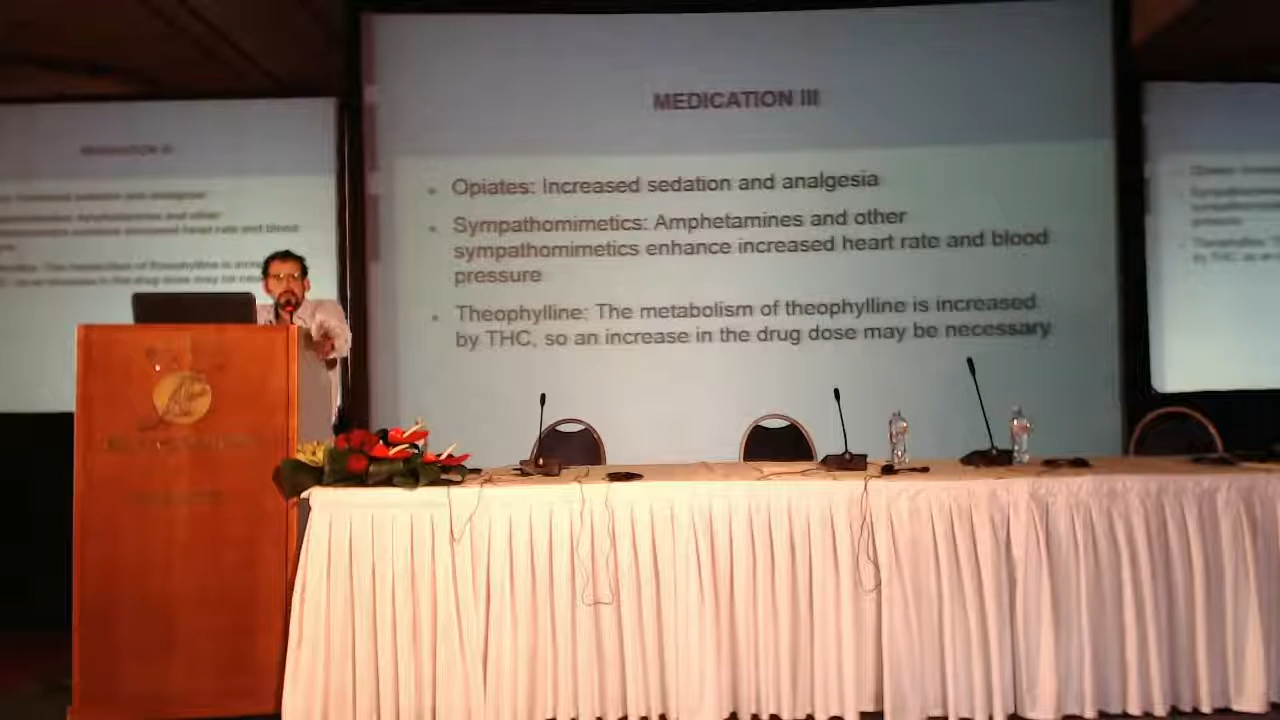 MEDICATION III
Opiates: Increased sedation and analgesia
Sympathomimetics: Amphetamines and other
sympathomimetics enhance increased heart rate and blood
pressure
Theophylline: The metabolism of theophylline is increased
by THC, so an increase in the drug dose may be necessary